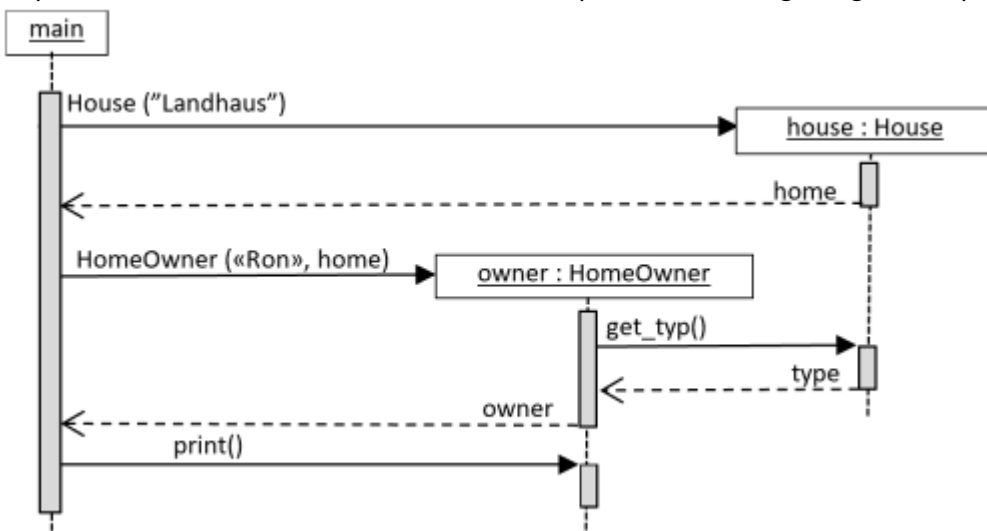 main
House (”Landhaus”)
house : House
home
HomeOwner («Ron», home)
owner : HomeOwner
get_typ()
type
owner
print()